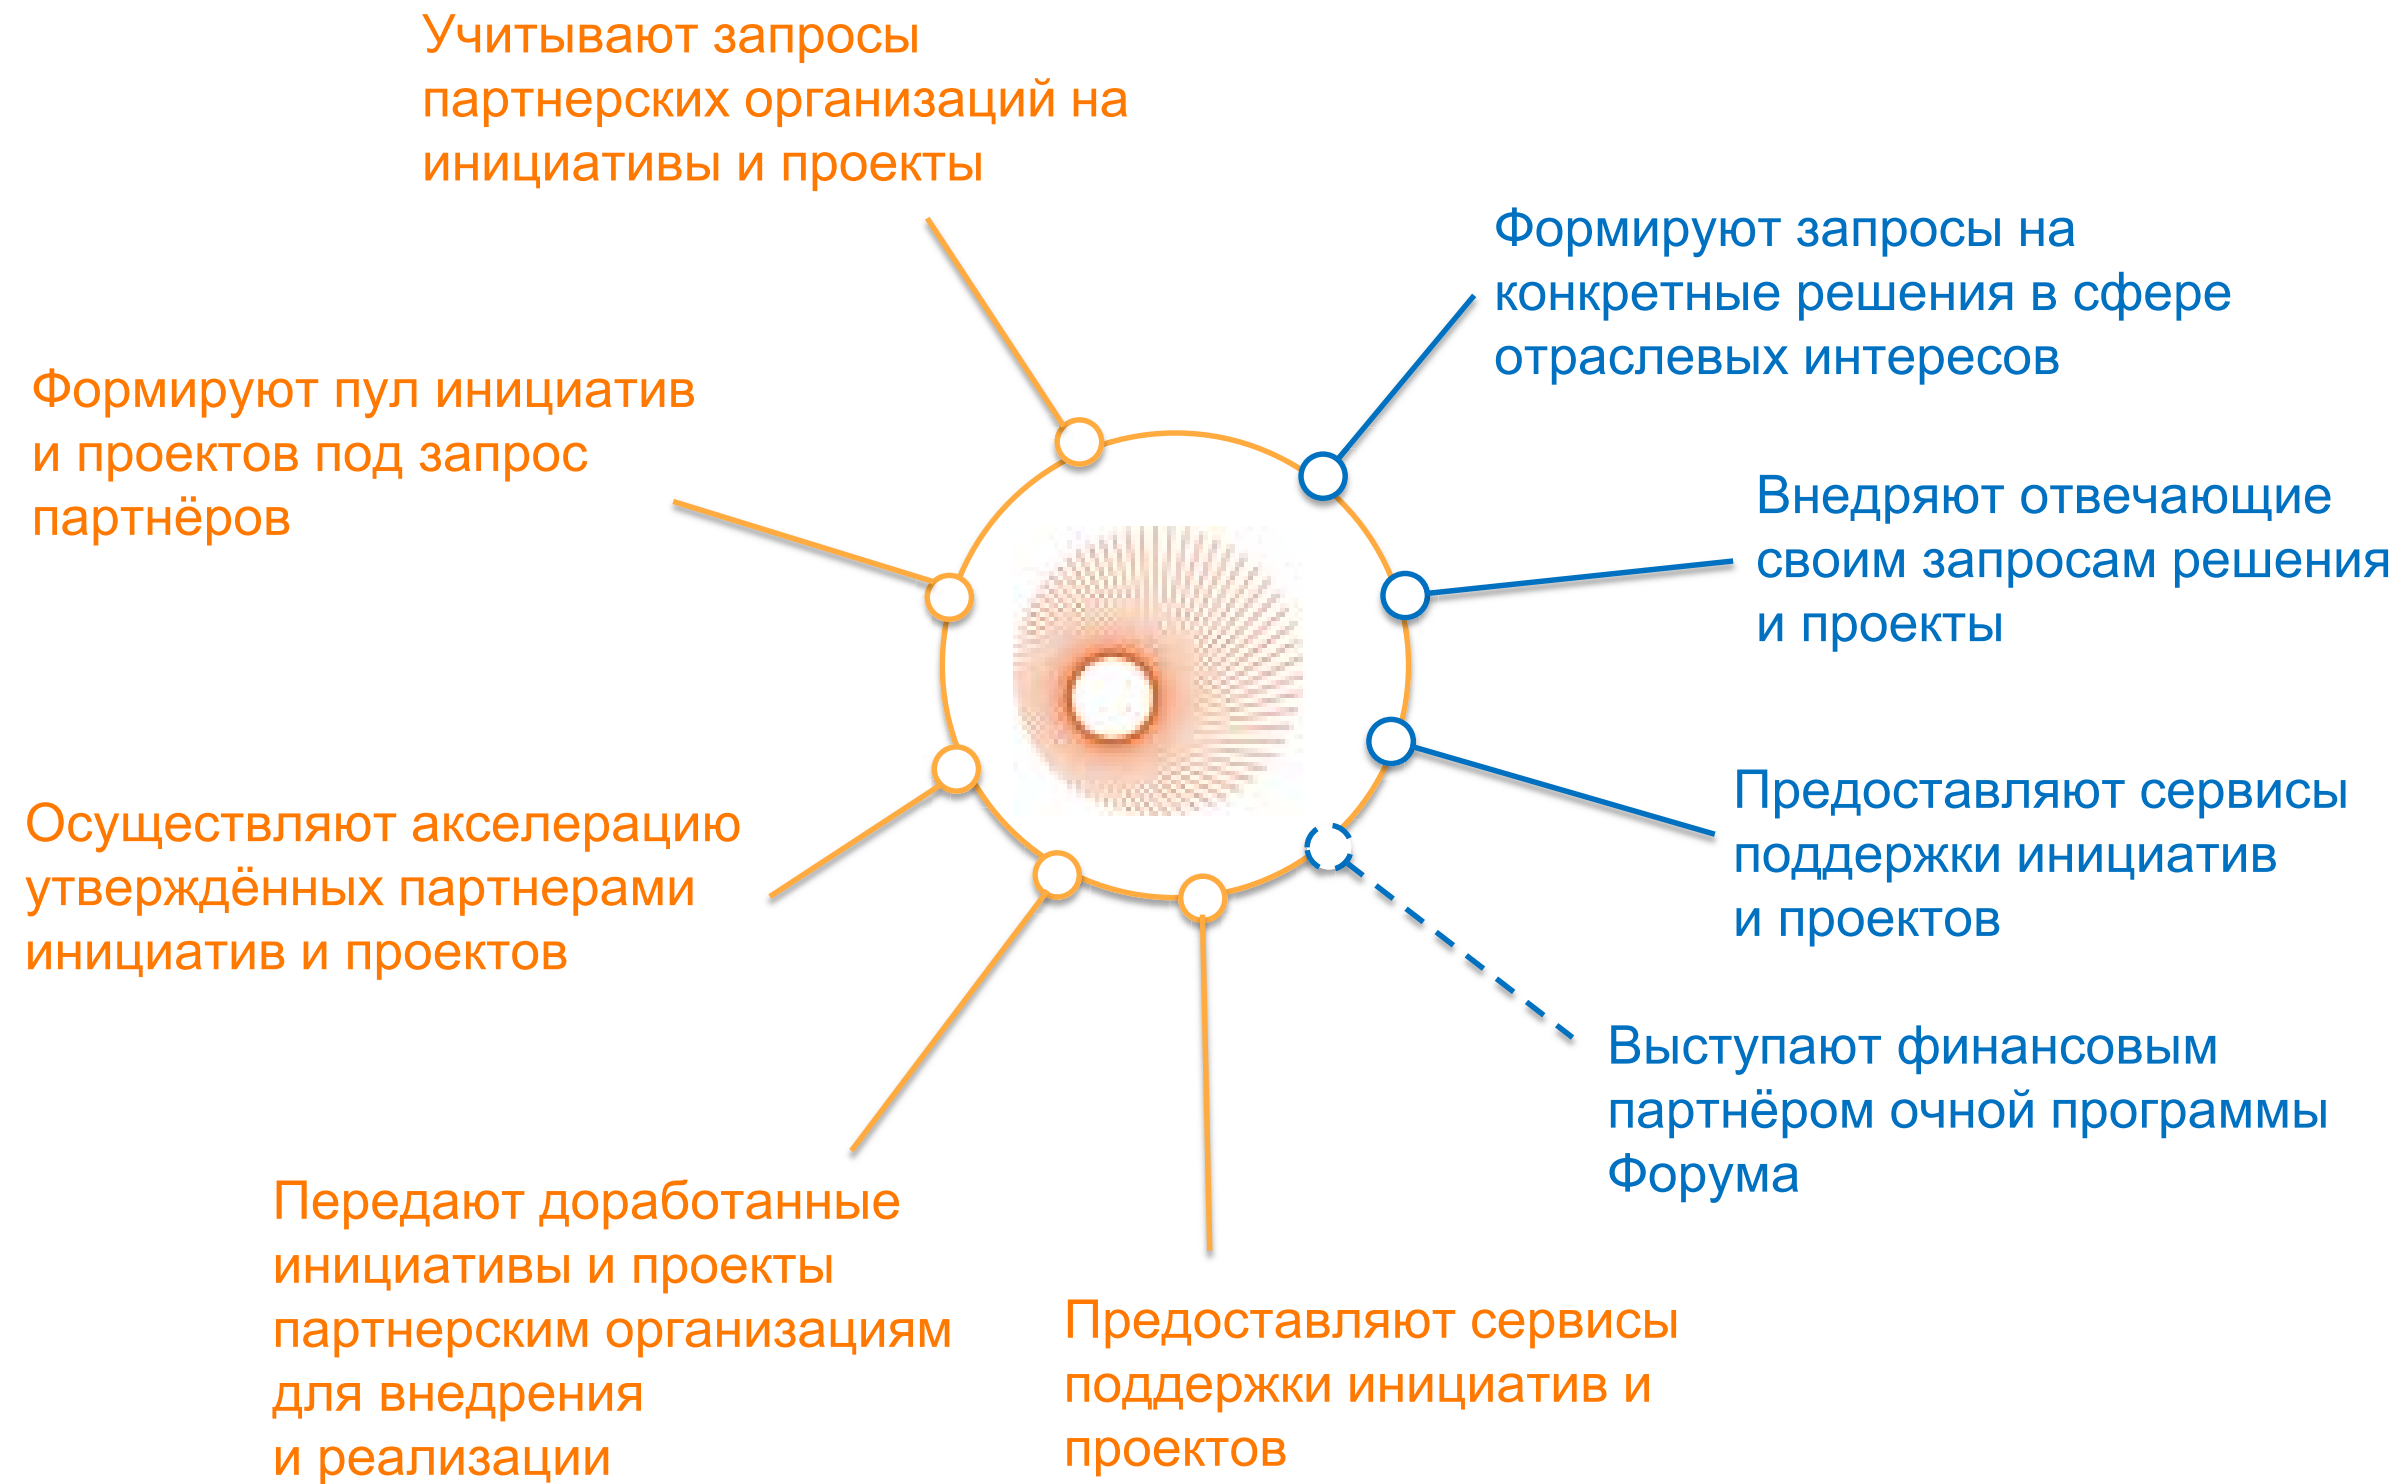 Учитывают запросы
партнерских организаций на
инициативы и проекты
Формируют пул инициатив
и проектов под запрос
партнёров
Осуществляют акселерацию
утверждённых партнерами
инициатив и проектов
Передают доработанные
инициативы и проекты
партнерским организациям
для внедрения
и реализации
Предоставляют сервисы
поддержки инициатив и
проектов
Формируют запросы на
конкретные решения в сфере
отраслевых интересов
Внедряют отвечающие
своим запросам решения
и проекты
Предоставляют сервисы
поддержки инициатив
и проектов
Выступают финансовым
партнёром очной программы
Форума